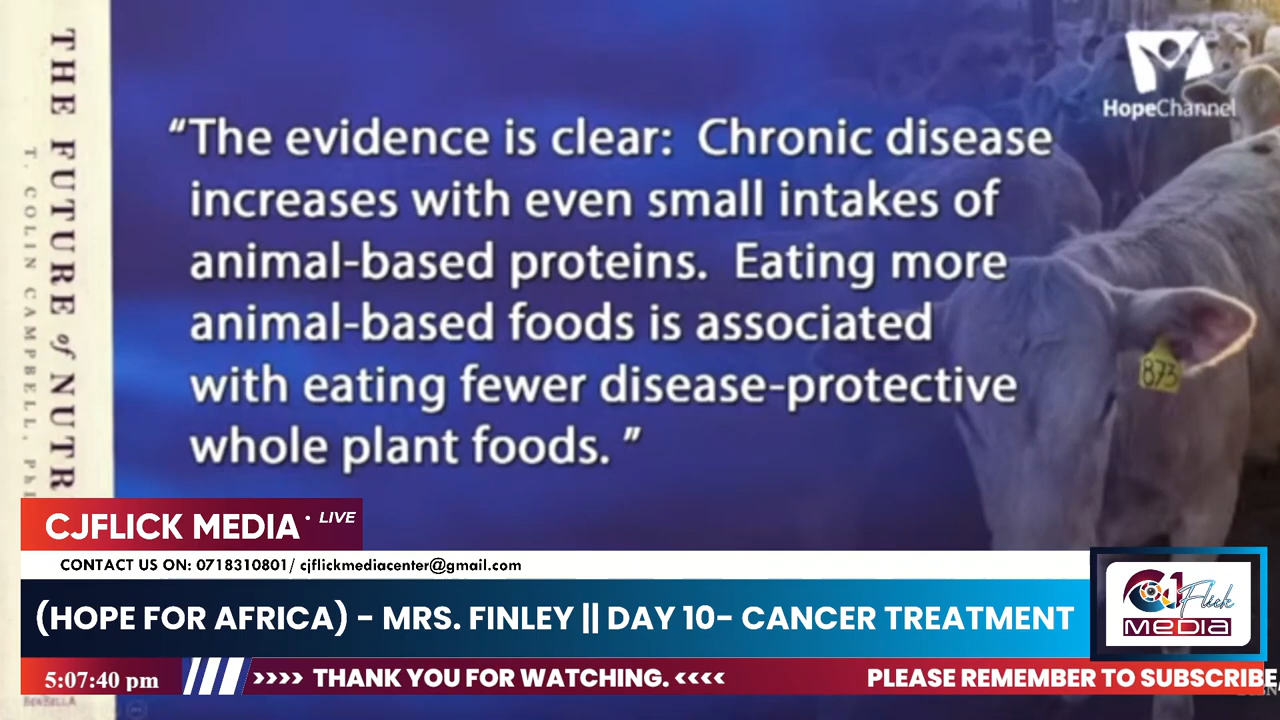 THE FUTURE of NUTR
T. COLIN CAMPBELL, PhD
HopeChannel
“The evidence is clear: Chronic disease
increases with even small intakes of
animal-based proteins. Eating more
animal-based foods is associated
with eating fewer disease-protective
whole plant foods. ”
873
CJFLICK MEDIA • LIVE
CONTACT US ON: 0718310801/ cjflickmediacenter@gmail.com
(HOPE FOR AFRICA) - MRS. FINLEY || DAY 10- CANCER TREATMENT
Flick
MEDIA
5:07:40 pm
>>>> THANK YOU FOR WATCHING. <<<<
PLEASE REMEMBER TO SUBSCRIBE